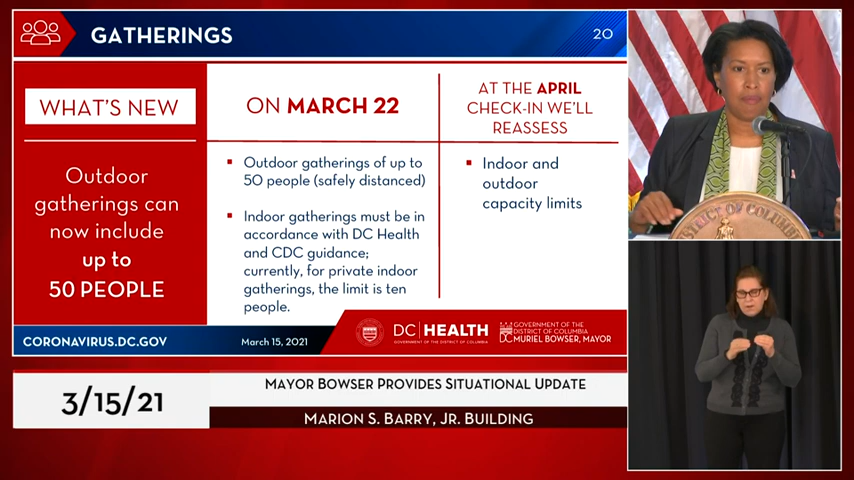 GATHERINGS
20
WHAT'S NEW
Outdoor
gatherings can
now include
up to
50 PEOPLE
ON MARCH 22
▪ Outdoor gatherings of up to
50 people (safely distanced)
▪ Indoor gatherings must be in
accordance with DC Health
and CDC guidance;
currently, for private indoor
gatherings, the limit is ten
people.
AT THE APRIL
CHECK-IN WE'LL
REASSESS
▪ Indoor and
outdoor
capacity limits
CORONAVIRUS.DC.GOV
March 15, 2021
DC HEALTH
GOVERNMENT OF THE DISTRICT OF COLUMBIA
GOVERNMENT OF THE
DISTRICT OF COLUMBIA
MURIEL BOWSER, MAYOR
3/15/21
MAYOR BOWSER PROVIDES SITUATIONAL UPDATE
MARION S. BARRY, JR. BUILDING
DISTRICT OF COLUMBIA